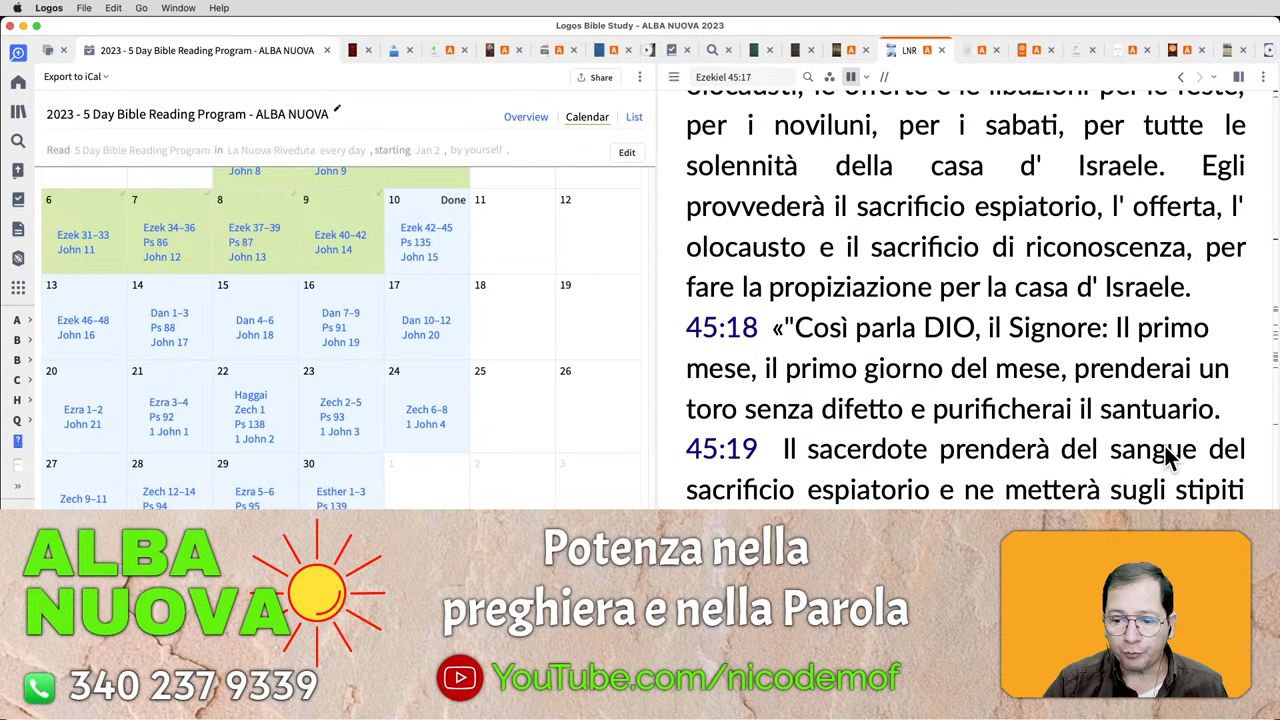 Logos File Edit Go Window Help
Logos Bible Study - ALBA NUOVA 2023
2023 - 5 Day Bible Reading Program - ALBA NUOVA
LNR
Export to iCal
Share
Ezekiel 45:17
2023 - 5 Day Bible Reading Program - ALBA NUOVA
Overview Calendar List
Read 5 Day Bible Reading Program in La Nuova Riveduta every day , starting Jan 2 , by yourself .
Edit
John 8 John 9
6 7 8 9 10 Done 11 12
Ezek 31–33
John 11
Ezek 34–36
Ps 86
John 12
Ezek 37–39
Ps 87
John 13
Ezek 40–42
John 14
Ezek 42–45
Ps 135
John 15
13 14 15 16 17 18 19
Ezek 46–48
John 16
Dan 1–3
Ps 88
John 17
Dan 4–6
John 18
Dan 7–9
Ps 91
John 19
Dan 10–12
John 20
20 21 22 23 24 25 26
Ezra 1–2
John 21
Ezra 3–4
Ps 92
1 John 1
Haggai
Zech 1
Ps 138
1 John 2
Zech 2–5
Ps 93
1 John 3
Zech 6–8
1 John 4
27 28 29 30 1 2 3
Zech 9–11
Zech 12–14
Ps 94
Ezra 5–6
Ps 95
Esther 1–3
Ps 139
A
B
B
C
H
Q
olocausti, le offerte e le libazioni per le feste,
per i noviluni, per i sabati, per tutte le
solennità della casa d' Israele. Egli
provvederà il sacrificio espiatorio, l' offerta, l'
olocausto e il sacrificio di riconoscenza, per
fare la propiziazione per la casa d' Israele.
45:18 «"Così parla DIO, il Signore: Il primo
mese, il primo giorno del mese, prenderai un
toro senza difetto e purificherai il santuario.
45:19 Il sacerdote prenderà del sangue del
sacrificio espiatorio e ne metterà sugli stipiti
ALBA
NUOVA
340 237 9339
Potenza nella
preghiera e nella Parola
YouTube.com/nicodemof